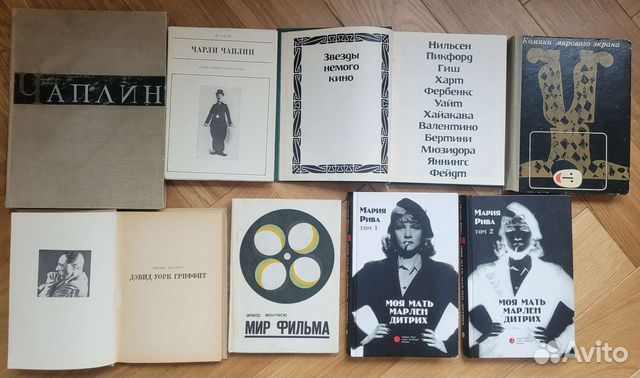 ЧАПЛИН
ЧАРЛИ ЧАПЛИН
Звезды
немого
кино
Нильсен
Пикфорд
Гиш
Харт
Фербенкс
Уайт
Хайакава
Валентино
Бертини
Мюзидора
Яннингс
Фейдт
Комики мирового экрана
ДЭВИД УОРК ГРИФФИТ
айвор монтегю
МИР ФИЛЬМА
Мария
Рива
ТОМ 1
МОЯ МАТЬ
МАРЛЕН
ДИТРИХ
Мария
Рива
ТОМ 2
МОЯ МАТЬ
МАРЛЕН
ДИТРИХ
Avito